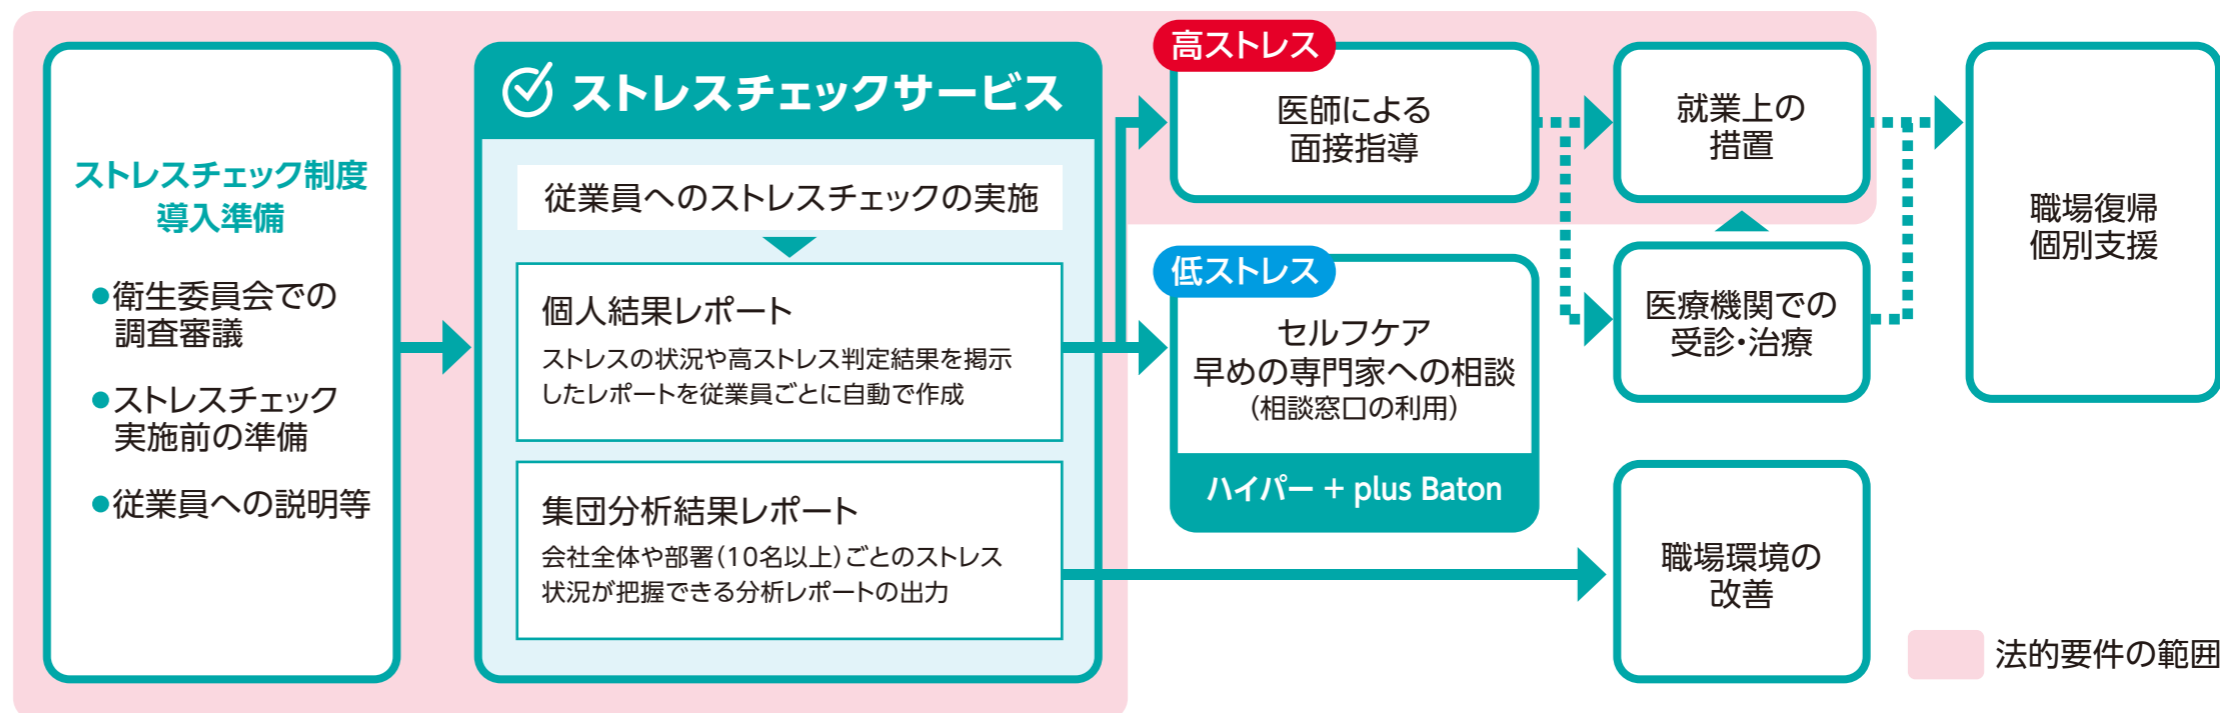 ストレスチェック制度
導入準備
●衛生委員会での
調査審議
●ストレスチェック
実施前の準備
●従業員への説明等
ストレスチェックサービス
従業員へのストレスチェックの実施
個人結果レポート
ストレスの状況や高ストレス判定結果を掲示
したレポートを従業員ごとに自動で作成
集団分析結果レポート
会社全体や部署（10名以上）ごとのストレス
状況が把握できる分析レポートの出力
高ストレス
医師による
面接指導
低ストレス
セルフケア
早めの専門家への相談
（相談窓口の利用）
ハイパー + plus Baton
就業上の
措置
医療機関での
受診・治療
職場環境の
改善
職場復帰
個別支援
法的要件の範囲